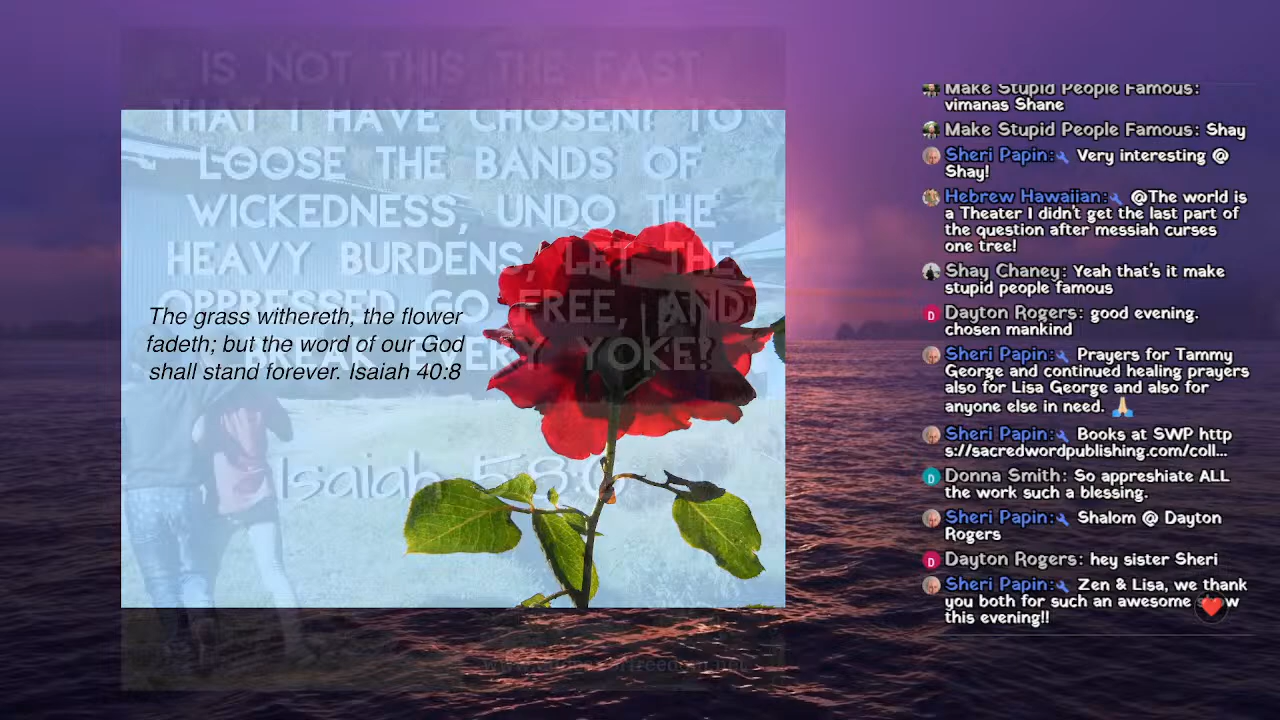 IS NOT THIS THE FAST
THAT I HAVE CHOSEN? TO
LOOSE THE BANDS OF
WICKEDNESS, UNDO THE
HEAVY BURDENS, LET THE
OPPRESSED GO FREE, AND
BREAK EVERY YOKE?
Isaiah 58:6
The grass withereth, the flower
fadeth; but the word of our God
shall stand forever. Isaiah 40:8
Make Stupid People Famous:
vimanas Shane
Make Stupid People Famous: Shay
Sheri Papin: Very interesting @
Shay!
Hebrew Hawaiian: @The world is
a Theater I didn't get the last part of
the question after messiah curses
one tree!
Shay Chaney: Yeah that's it make
stupid people famous
D Dayton Rogers: good evening.
chosen mankind
Sheri Papin: Prayers for Tammy
George and continued healing prayers
also for Lisa George and also for
anyone else in need. 🙏
Sheri Papin: Books at SWP http
s://sacredwordpublishing.com/coll...
D Donna Smith: So appreshiate ALL
the work such a blessing.
Sheri Papin: Shalom @ Dayton
Rogers
D Dayton Rogers: hey sister Sheri
Sheri Papin: Zen & Lisa, we thank
you both for such an awesome show
this evening!!